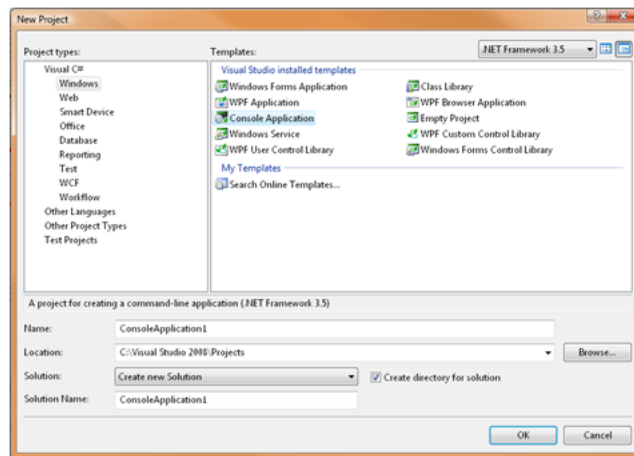 New Project
Project types:
Templates:
.NET Framework 3.5
Visual C#
Windows
Web
Smart Device
Office
Database
Reporting
Test
WCF
Workflow
Other Languages
Other Project Types
Test Projects
Visual Studio installed templates
Windows Forms Application
Class Library
WPF Application
WPF Browser Application
Console Application
Empty Project
Windows Service
WPF Custom Control Library
WPF User Control Library
Windows Forms Control Library
My Templates
Search Online Templates...
A project for creating a command-line application (.NET Framework 3.5)
Name:
ConsoleApplication1
Location:
C:\Visual Studio 2008\Projects
Browse...
Solution:
Create new Solution
Create directory for solution
Solution Name:
ConsoleApplication1
OK
Cancel